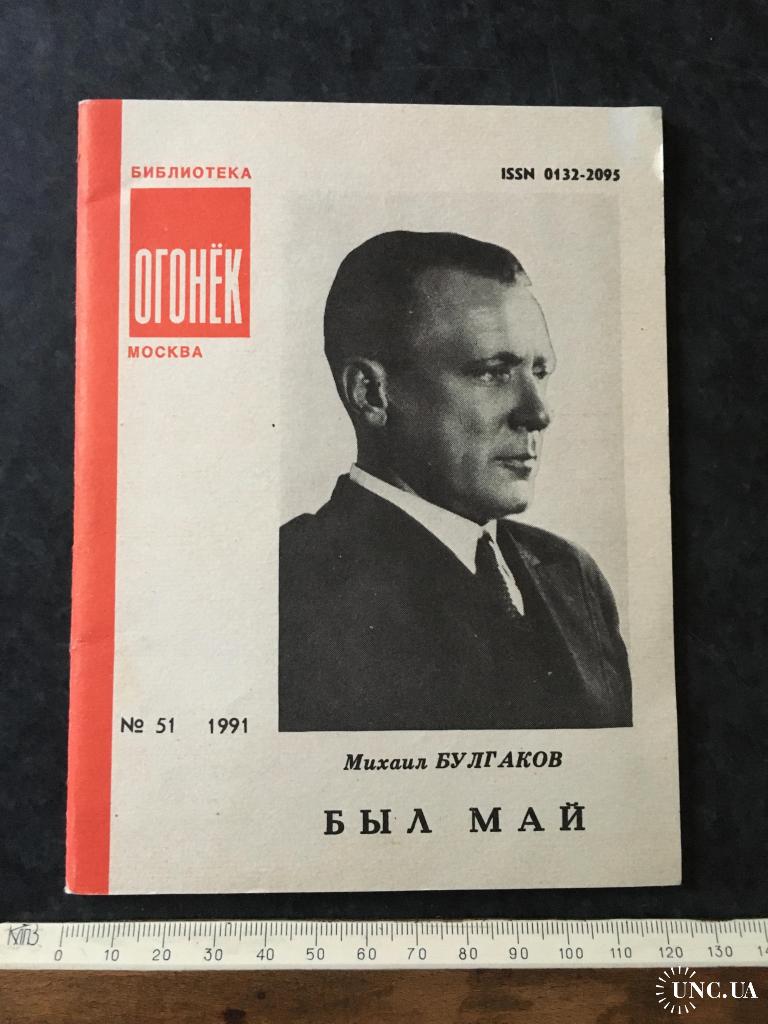 БИБЛИОТЕКА
ISSN 0132-2095
ОГОНЁК
МОСКВА
№ 51 1991
Михаил БУЛГАКОВ
БЫЛ МАЙ
0 10 20 30 40 50 60 70 80 90 100 110 120 130
UNC.UA